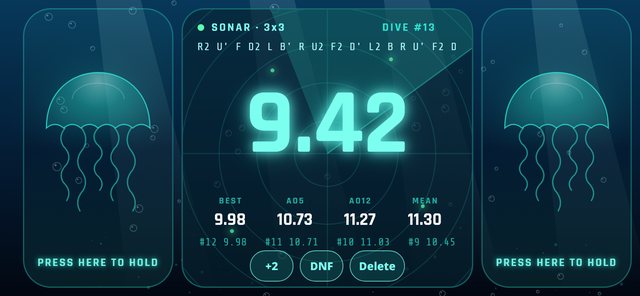 SONAR · 3x3 DIVE #13
R2 U' F D2 L B' R U2 F2 D' L2 B R U' F2 D
9.42
BEST AO5 AO12 MEAN
9.98 10.73 11.27 11.30
#12 9.98 #11 10.71 #10 11.03 #9 10.45
+2 DNF Delete
PRESS HERE TO HOLD
PRESS HERE TO HOLD